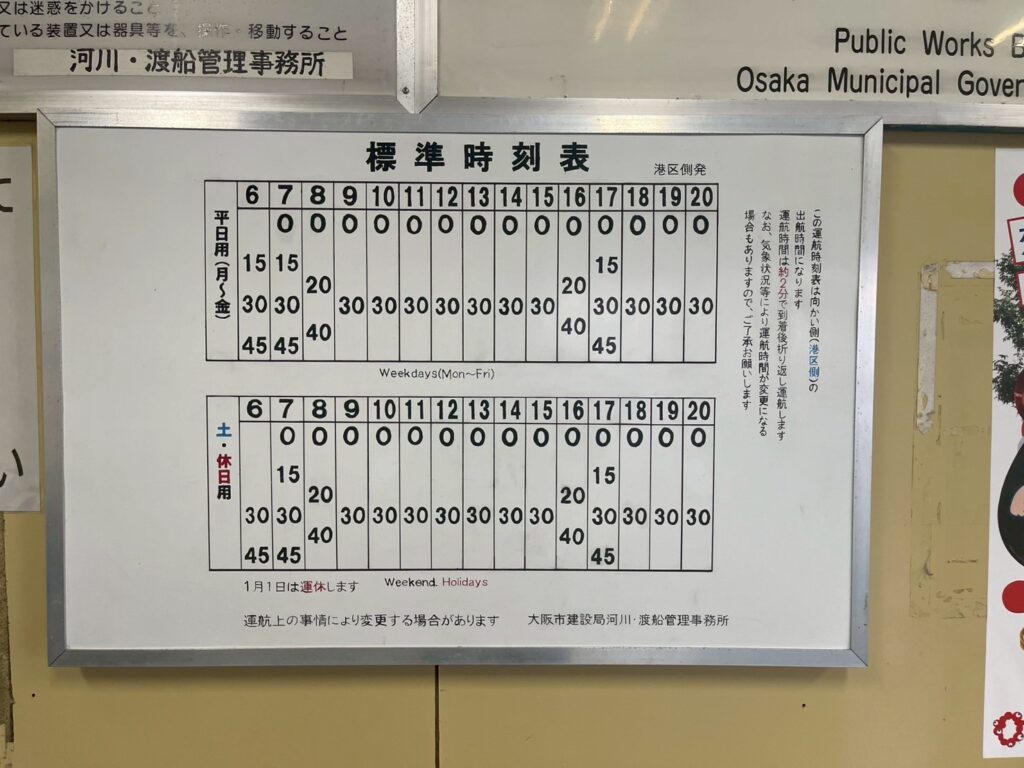 又は迷惑をかけること
ている装置又は器具等を、操作・移動すること
河川・渡船管理事務所
Public Works
Osaka Municipal
標準時刻表
港区側発
平日用(月〜金)
6 7 8 9 10 11 12 13 14 15 16 17 18 19 20
0 0 0 0 0 0 0 0 0 0 0 0 0 0
15 15 20 20 15
30 30 30 30 30 30 30 30 30 30 30 30 30
45 45 40 40 45
Weekdays(Mon〜Fri)
土・休日用
6 7 8 9 10 11 12 13 14 15 16 17 18 19 20
0 0 0 0 0 0 0 0 0 0 0 0 0 0
15 20 20 15
30 30 30 30 30 30 30 30 30 30 30 30 30
45 45 40 40 45
1月1日は運休します
Weekend. Holidays
運航上の事情により変更する場合があります
大阪市建設局河川・渡船管理事務所
この運航時刻表は向かい側(港区側)の
出航時間になります
運航時間は約2分で到着後折り返し運航します
なお、気象状況等により運航時間が変更になる
場合もありますので、ご了承お願いします
い